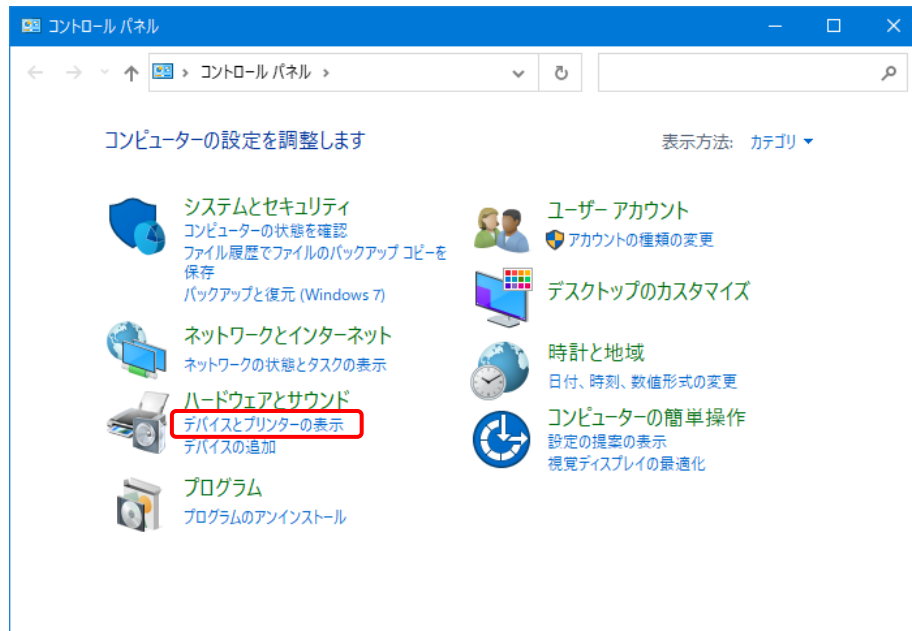 コントロール パネル
コントロール パネル
コンピューターの設定を調整します
表示方法: カテゴリ
システムとセキュリティ
コンピューターの状態を確認
ファイル履歴でファイルのバックアップ コピーを
保存
バックアップと復元 (Windows 7)
ネットワークとインターネット
ネットワークの状態とタスクの表示
ハードウェアとサウンド
デバイスとプリンターの表示
デバイスの追加
プログラム
プログラムのアンインストール
ユーザー アカウント
アカウントの種類の変更
デスクトップのカスタマイズ
時計と地域
日付、時刻、数値形式の変更
コンピューターの簡単操作
設定の提案の表示
視覚ディスプレイの最適化